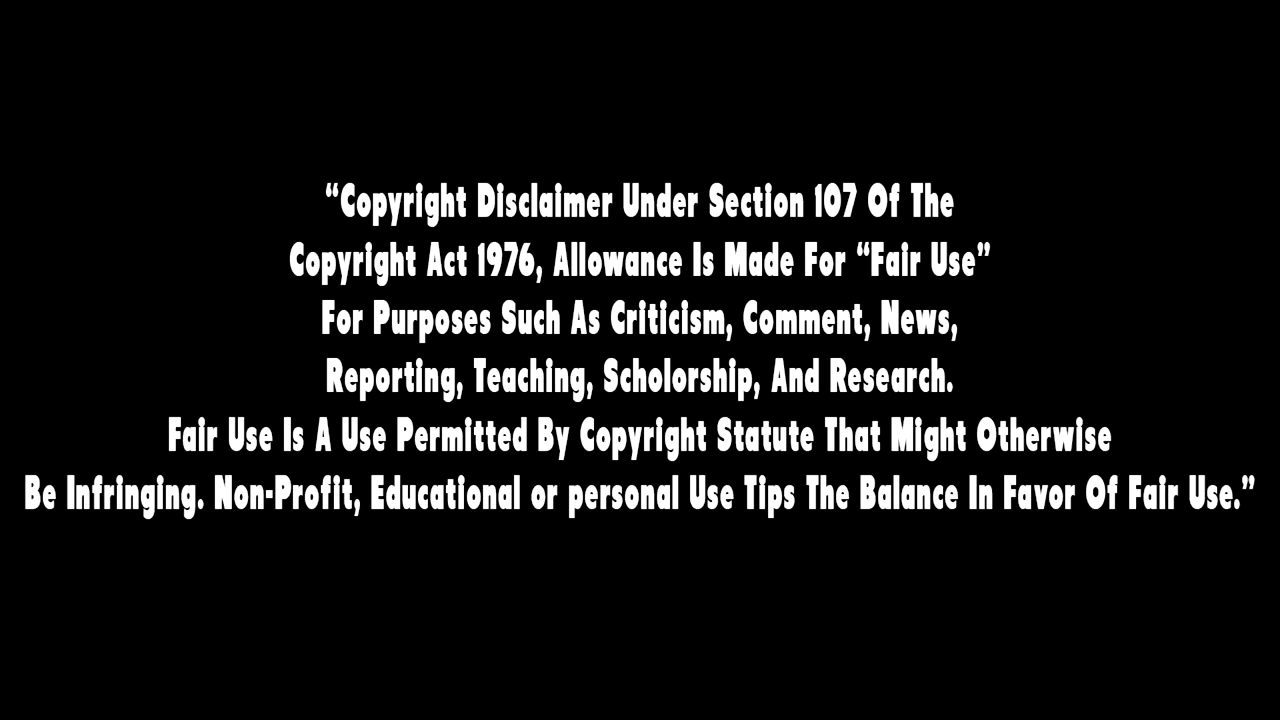 “Copyright Disclaimer Under Section 107 Of The
Copyright Act 1976, Allowance Is Made For “Fair Use”
For Purposes Such As Criticism, Comment, News,
Reporting, Teaching, Scholorship, And Research.
Fair Use Is A Use Permitted By Copyright Statute That Might Otherwise
Be Infringing. Non-Profit, Educational or personal Use Tips The Balance In Favor Of Fair Use.”